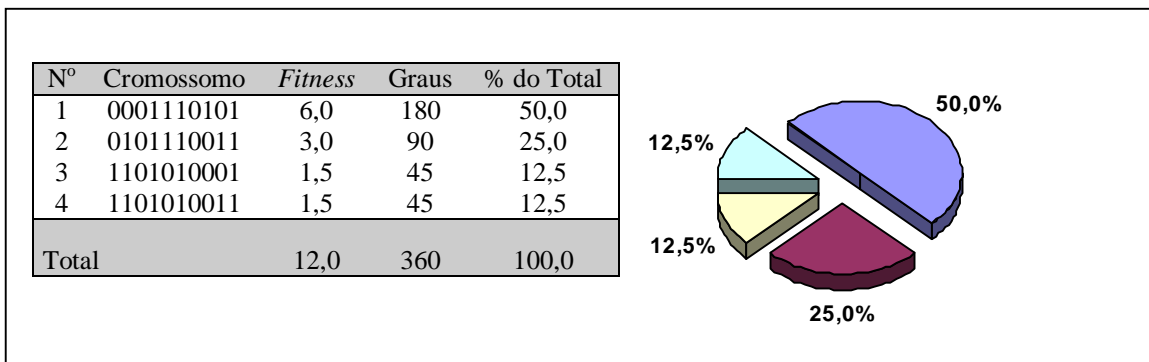 Nº Cromossomo Fitness Graus % do Total
1 0001110101 6,0 180 50,0
2 0101110011 3,0 90 25,0
3 1101010001 1,5 45 12,5
4 1101010011 1,5 45 12,5
Total 12,0 360 100,0
50,0%
12,5%
12,5%
25,0%